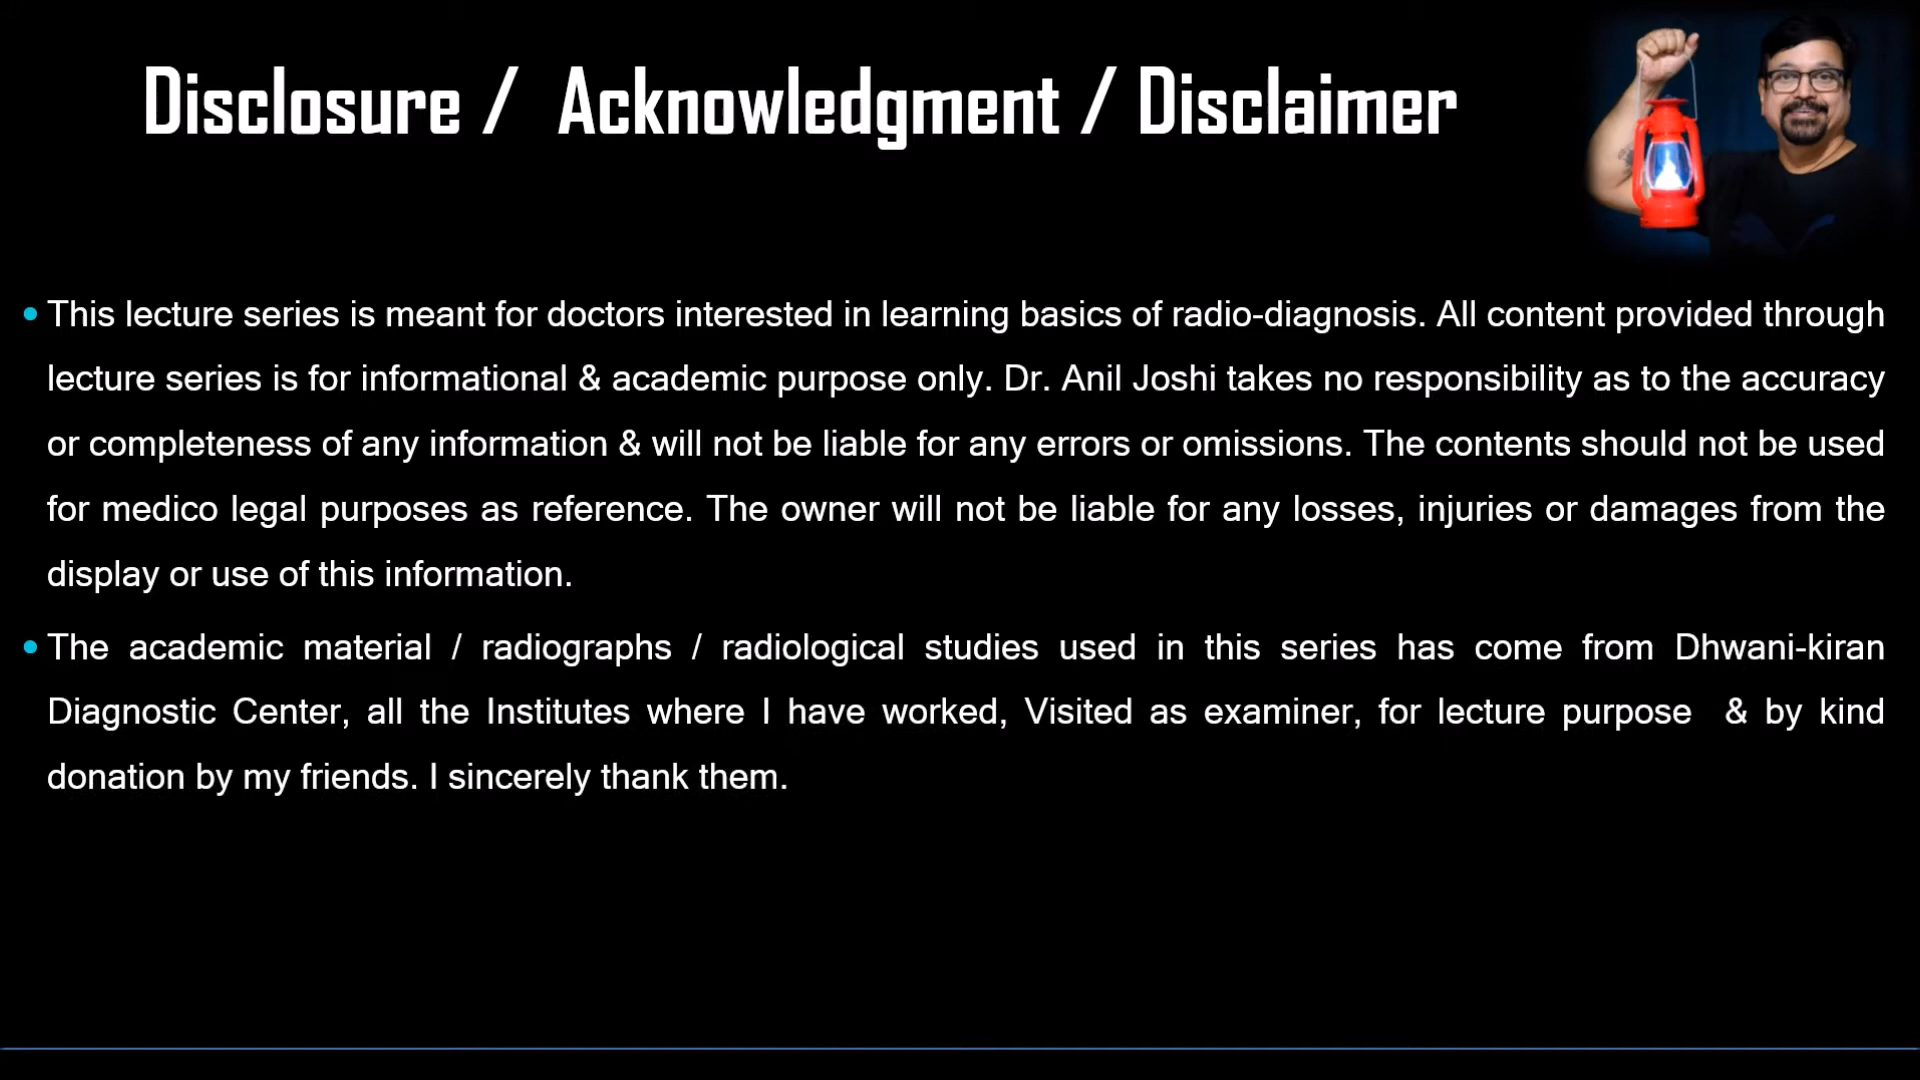 Disclosure /  Acknowledgment / Disclaimer
• This lecture series is meant for doctors interested in learning basics of radio-diagnosis. All content provided through
lecture series is for informational & academic purpose only. Dr. Anil Joshi takes no responsibility as to the accuracy
or completeness of any information & will not be liable for any errors or omissions. The contents should not be used
for medico legal purposes as reference. The owner will not be liable for any losses, injuries or damages from the
display or use of this information.
• The academic material / radiographs / radiological studies used in this series has come from Dhwani-kiran
Diagnostic Center, all the Institutes where I have worked, Visited as examiner, for lecture purpose  & by kind
donation by my friends. I sincerely thank them.